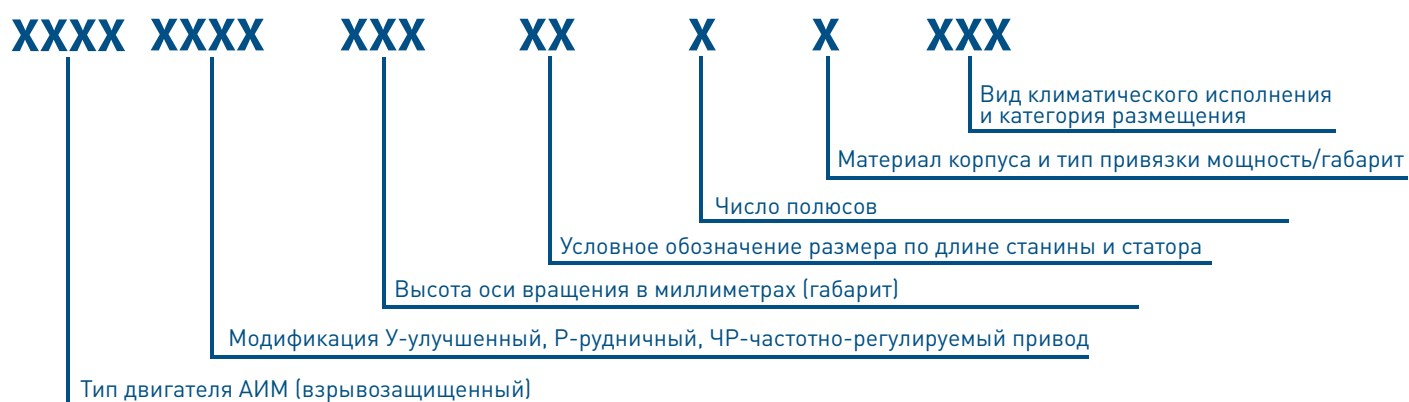 XXXX XXXX XXX XX X X XXX
Вид климатического исполнения
и категория размещения
Материал корпуса и тип привязки мощность/габарит
Число полюсов
Условное обозначение размера по длине станины и статора
Высота оси вращения в миллиметрах (габарит)
Модификация У-улучшенный, Р-рудничный, ЧР-частотно-регулируемый привод
Тип двигателя АИМ (взрывозащищенный)